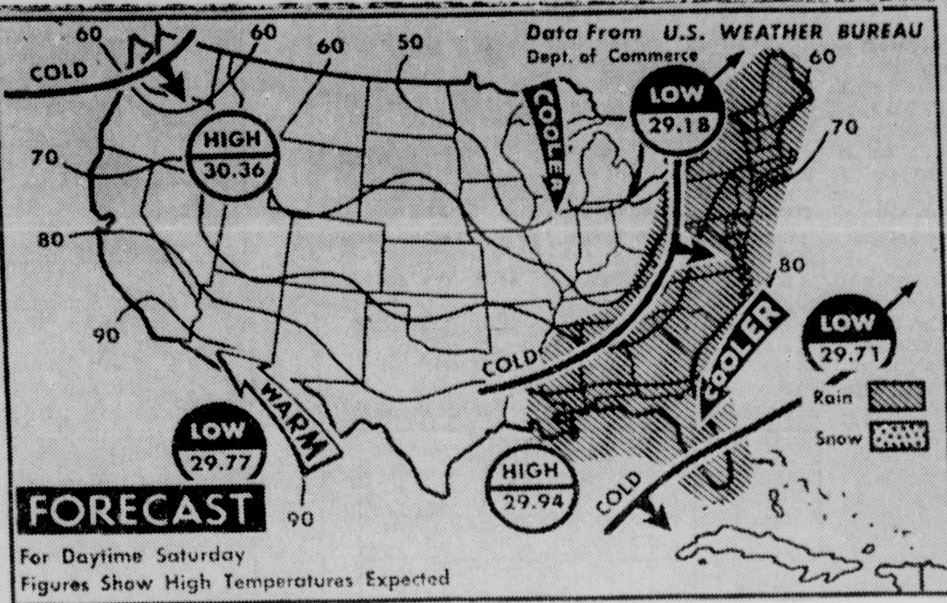 60
60
60
50
Data From U.S. WEATHER BUREAU
Dept. of Commerce
60
COLD
COOLER
LOW
29.18
HIGH
30.36
70
70
80
80
90
COOLER
LOW
29.71
COLD
WARM
Rain
Snow
LOW
29.77
HIGH
29.94
COLD
FORECAST
90
For Daytime Saturday
Figures Show High Temperatures Expected